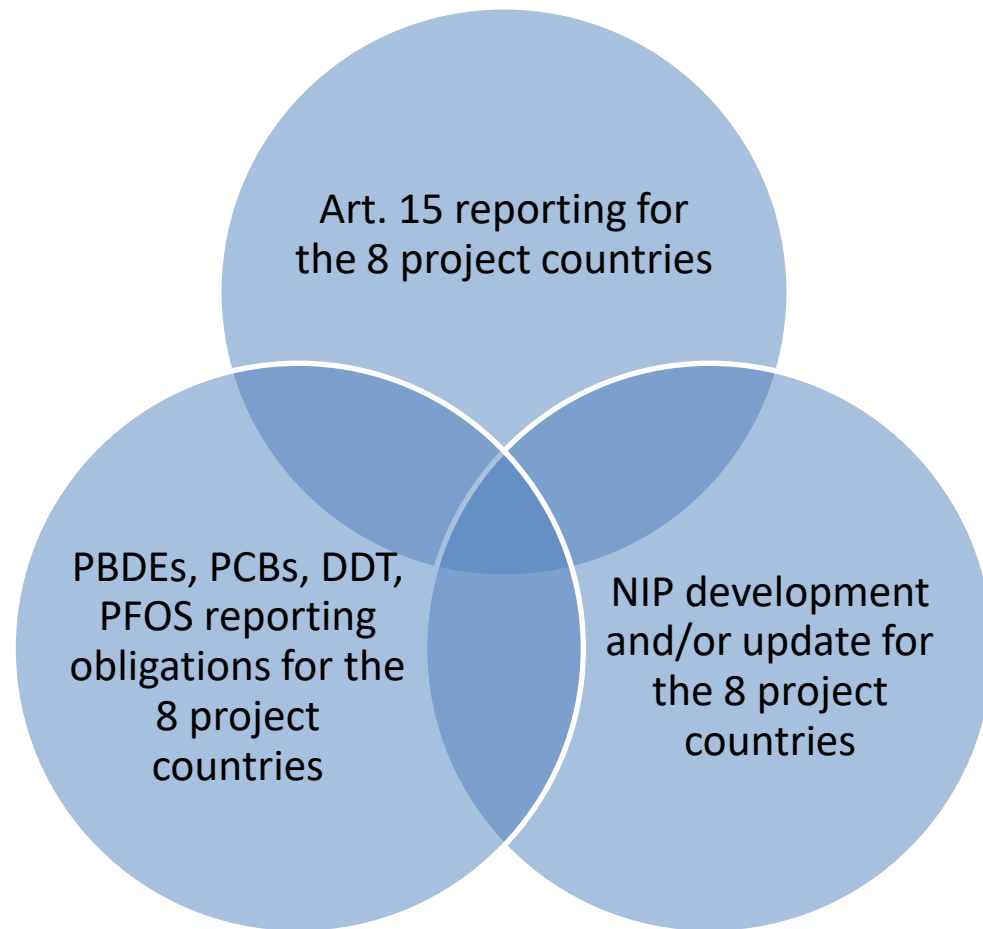 Art. 15 reporting for
the 8 project countries
PBDEs, PCBs, DDT,
PFOS reporting
obligations for the
8 project
countries
NIP development
and/or update for
the 8 project
countries